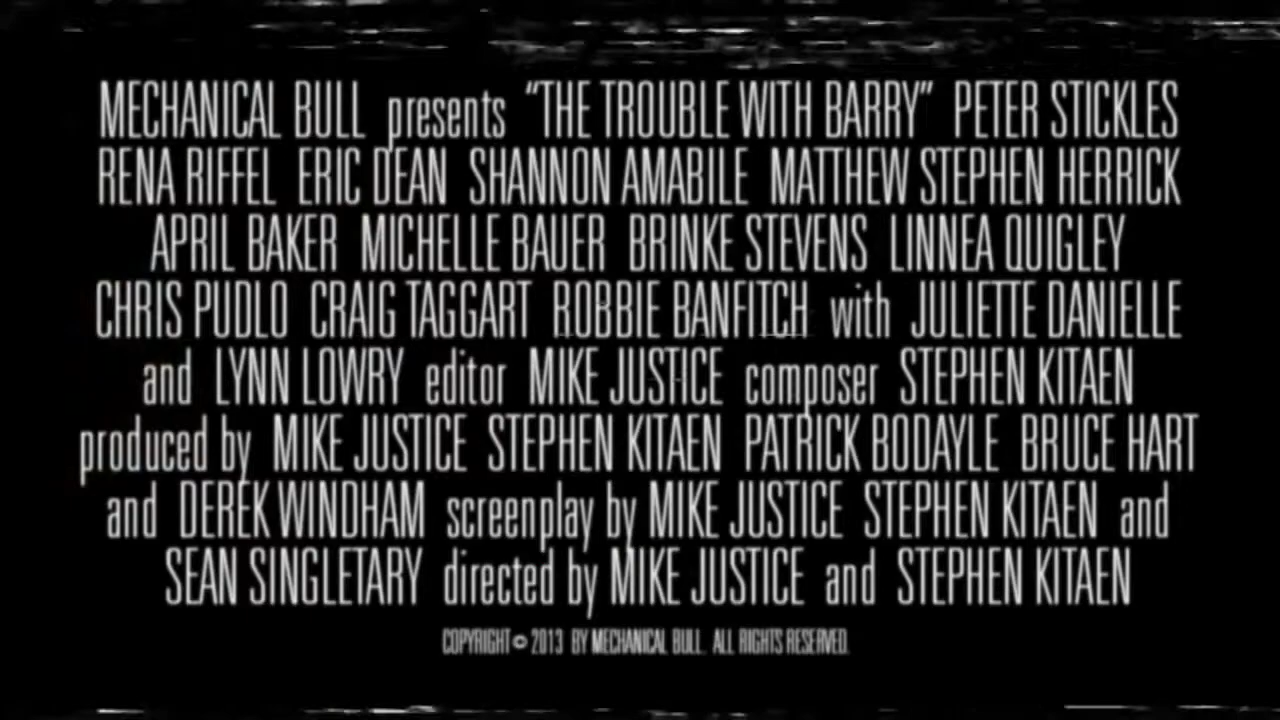 MECHANICAL BULL presents “THE TROUBLE WITH BARRY” PETER STICKLES
RENA RIFFEL ERIC DEAN SHANNON AMABILE MATTHEW STEPHEN HERRICK
APRIL BAKER MICHELLE BAUER BRINKE STEVENS LINNEA QUIGLEY
CHRIS PUDLO CRAIG TAGGART ROBBIE BANFITCH with JULIETTE DANIELLE
and LYNN LOWRY editor MIKE JUSTICE composer STEPHEN KITAEN
produced by MIKE JUSTICE STEPHEN KITAEN PATRICK BODAYLE BRUCE HART
and DEREK WINDHAM screenplay by MIKE JUSTICE STEPHEN KITAEN and
SEAN SINGLETARY directed by MIKE JUSTICE and STEPHEN KITAEN
COPYRIGHT © 2013 BY MECHANICAL BULL. ALL RIGHTS RESERVED.